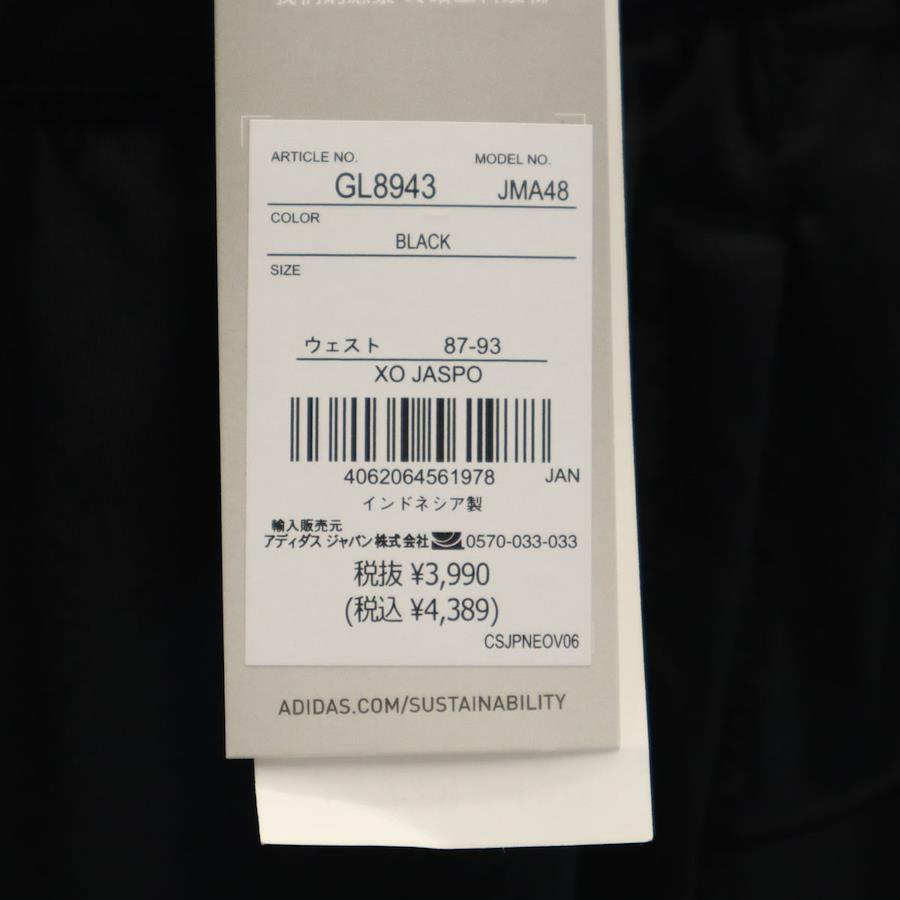 ARTICLE NO. MODEL NO.
GL8943 JMA48
COLOR
BLACK
SIZE
ウェスト 87-93
XO JASPO
4062064561978 JAN
インドネシア製
輸入販売元
アディダス ジャパン株式会社 0570-033-033
税抜 ¥3,990
(税込 ¥4,389)
CSJPNEOV06
ADIDAS.COM/SUSTAINABILITY